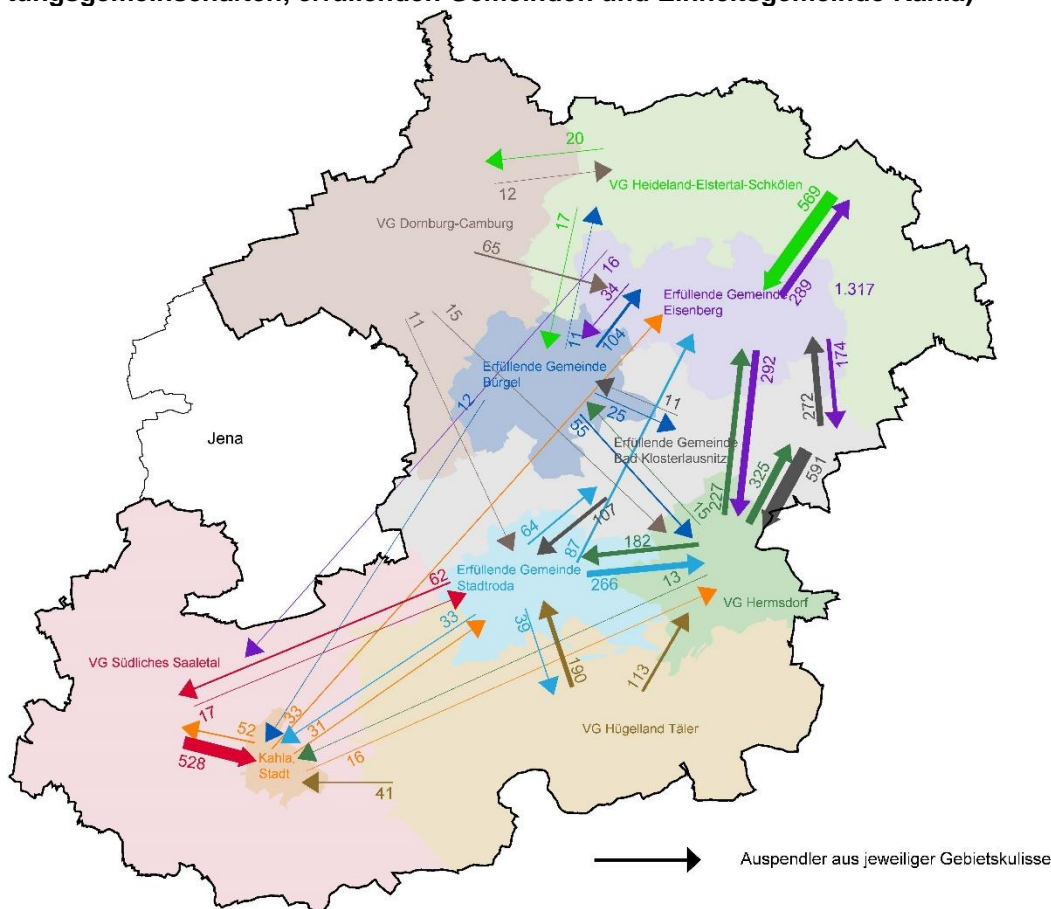 tungsgemeinschaften, erfüllenden Gemeinden und Einheitsgemeinde Kahla)
20
VG Heideland-Elstertal-Schkölen
12
569
VG Dornburg-Camburg
17
65
16
34
289
1.317
Erfüllende Gemeinde
Eisenberg
11
15
11
104
174
292
Erfüllende Gemeinde
Bürgel
12
272
11
25
55
Jena
Erfüllende Gemeinde
Bad Klosterlausnitz
591
325
227
15
107
64
182
87
Erfüllende Gemeinde
Stadtroda
266
13
62
VG Hermsdorf
33
39
VG Südliches Saaletal
190
113
17
33
31
52
VG Hügelland Täler
16
Kahla,
Stadt
528
41
Auspendler aus jeweiliger Gebietskulisse